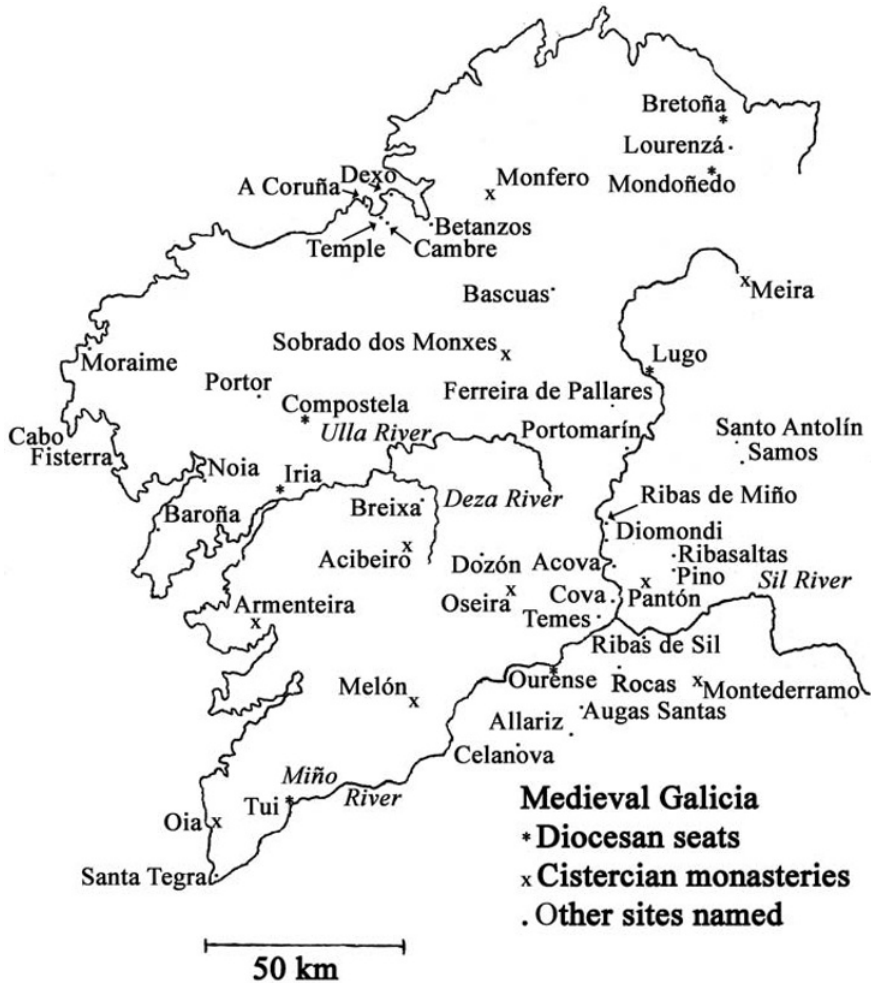 Bretoña
Lourenzá
Dexo
A Coruña
Monfero
Mondoñedo
Betanzos
Temple
Cambre
Bascuas
Meira
Sobrado dos Monxes
Moraime
Lugo
Portor
Ferreira de Pallares
Compostela
Ulla River
Portomarín
Santo Antolín
Cabo
Fisterra
Samos
Noia
Iria
Deza River
Ribas de Miño
Breixa
Baroña
Diomondi
Acibeiro
Dozón
Acova
Ribasaltas
Pino
Sil River
Armenteira
Oseira
Cova
Pantón
Temes
Ribas de Sil
Ourense
Rocas
Montederramo
Melón
Augas Santas
Allariz
Celanova
Miño
River
Tui
Oia
Santa Tegra
Medieval Galicia
* Diocesan seats
x Cistercian monasteries
. Other sites named
50 km